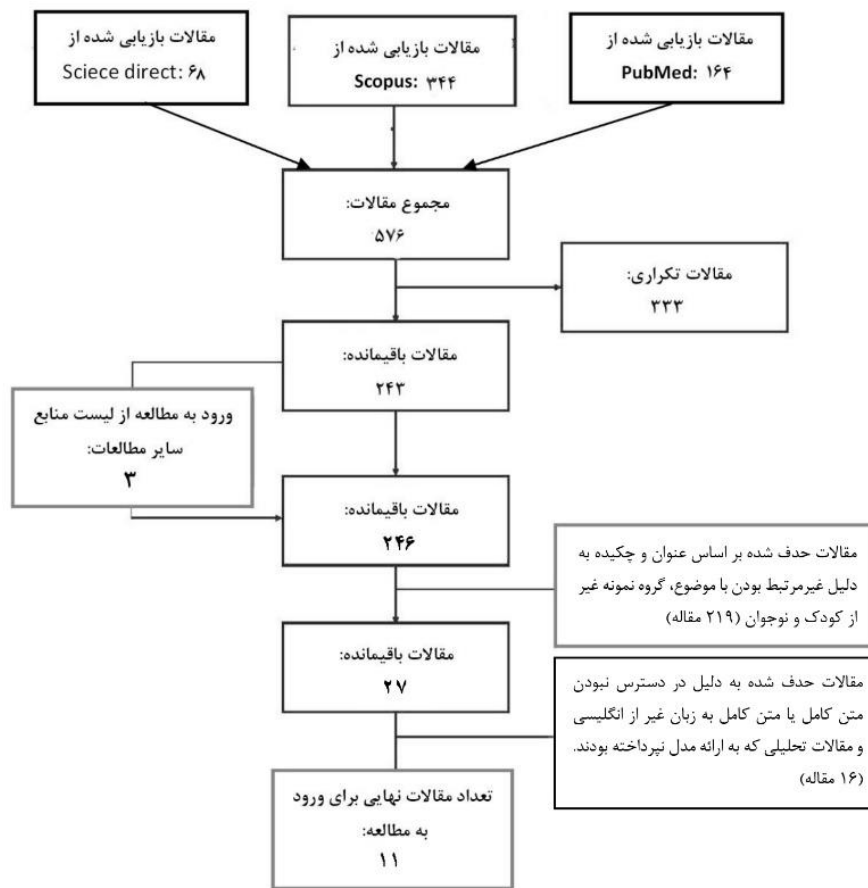 مقالات بازیابی شده از
PubMed: ۱۶۴
مقالات بازیابی شده از
Scopus: ۳۴۴
مقالات بازیابی شده از
Sciece direct: ۶۸
مجموع مقالات:
۵۷۶
مقالات تکراری:
۳۳۳
مقالات باقیمانده:
۲۴۳
ورود به مطالعه از لیست منابع
سایر مطالعات:
۳
مقالات باقیمانده:
۲۴۶
مقالات حذف شده بر اساس عنوان و چکیده به
دلیل غیرمرتبط بودن با موضوع، گروه نمونه غیر
از کودک و نوجوان (۲۱۹ مقاله)
مقالات باقیمانده:
۲۷
مقالات حذف شده به دلیل در دسترس نبودن
متن کامل یا متن کامل به زبان غیر از انگلیسی
و مقالات تحلیلی که به ارائه مدل نپرداخته بودند.
(۱۶ مقاله)
تعداد مقالات نهایی برای ورود
به مطالعه:
۱۱